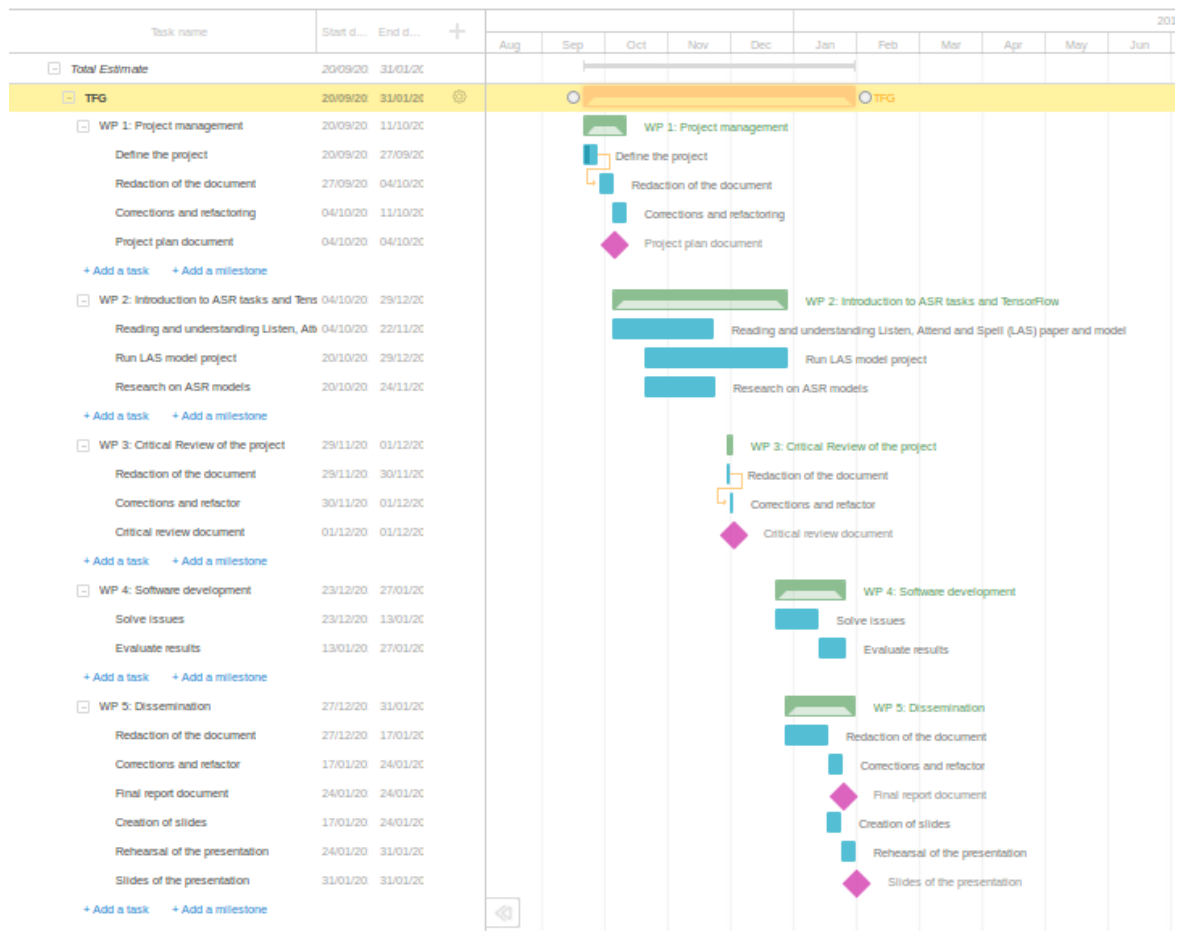 201
Task name Start d... End d...
Aug Sep Oct Nov Dec Jan Feb Mar Apr May Jun
Total Estimate 20/09/20 31/01/20
TFG 20/09/20 31/01/20 TFG
WP 1: Project management 20/09/20 11/10/20 WP 1: Project management
Define the project 20/09/20 27/09/20 Define the project
Redaction of the document 27/09/20 04/10/20 Redaction of the document
Corrections and refactoring 04/10/20 11/10/20 Corrections and refactoring
Project plan document 04/10/20 04/10/20 Project plan document
+ Add a task + Add a milestone
WP 2: Introduction to ASR tasks and Tens 04/10/20 29/12/20 WP 2: Introduction to ASR tasks and TensorFlow
Reading and understanding Listen, Att 04/10/20 22/11/20 Reading and understanding Listen, Attend and Spell (LAS) paper and model
Run LAS model project 20/10/20 29/12/20 Run LAS model project
Research on ASR models 20/10/20 24/11/20 Research on ASR models
+ Add a task + Add a milestone
WP 3: Critical Review of the project 29/11/20 01/12/20 WP 3: Critical Review of the project
Redaction of the document 29/11/20 30/11/20 Redaction of the document
Corrections and refactor 30/11/20 01/12/20 Corrections and refactor
Critical review document 01/12/20 01/12/20 Critical review document
+ Add a task + Add a milestone
WP 4: Software development 23/12/20 27/01/20 WP 4: Software development
Solve issues 23/12/20 13/01/20 Solve issues
Evaluate results 13/01/20 27/01/20 Evaluate results
+ Add a task + Add a milestone
WP 5: Dissemination 27/12/20 31/01/20 WP 5: Dissemination
Redaction of the document 27/12/20 17/01/20 Redaction of the document
Corrections and refactor 17/01/20 24/01/20 Corrections and refactor
Final report document 24/01/20 24/01/20 Final report document
Creation of slides 17/01/20 24/01/20 Creation of slides
Rehearsal of the presentation 24/01/20 31/01/20 Rehearsal of the presentation
Slides of the presentation 31/01/20 31/01/20 Slides of the presentation
+ Add a task + Add a milestone